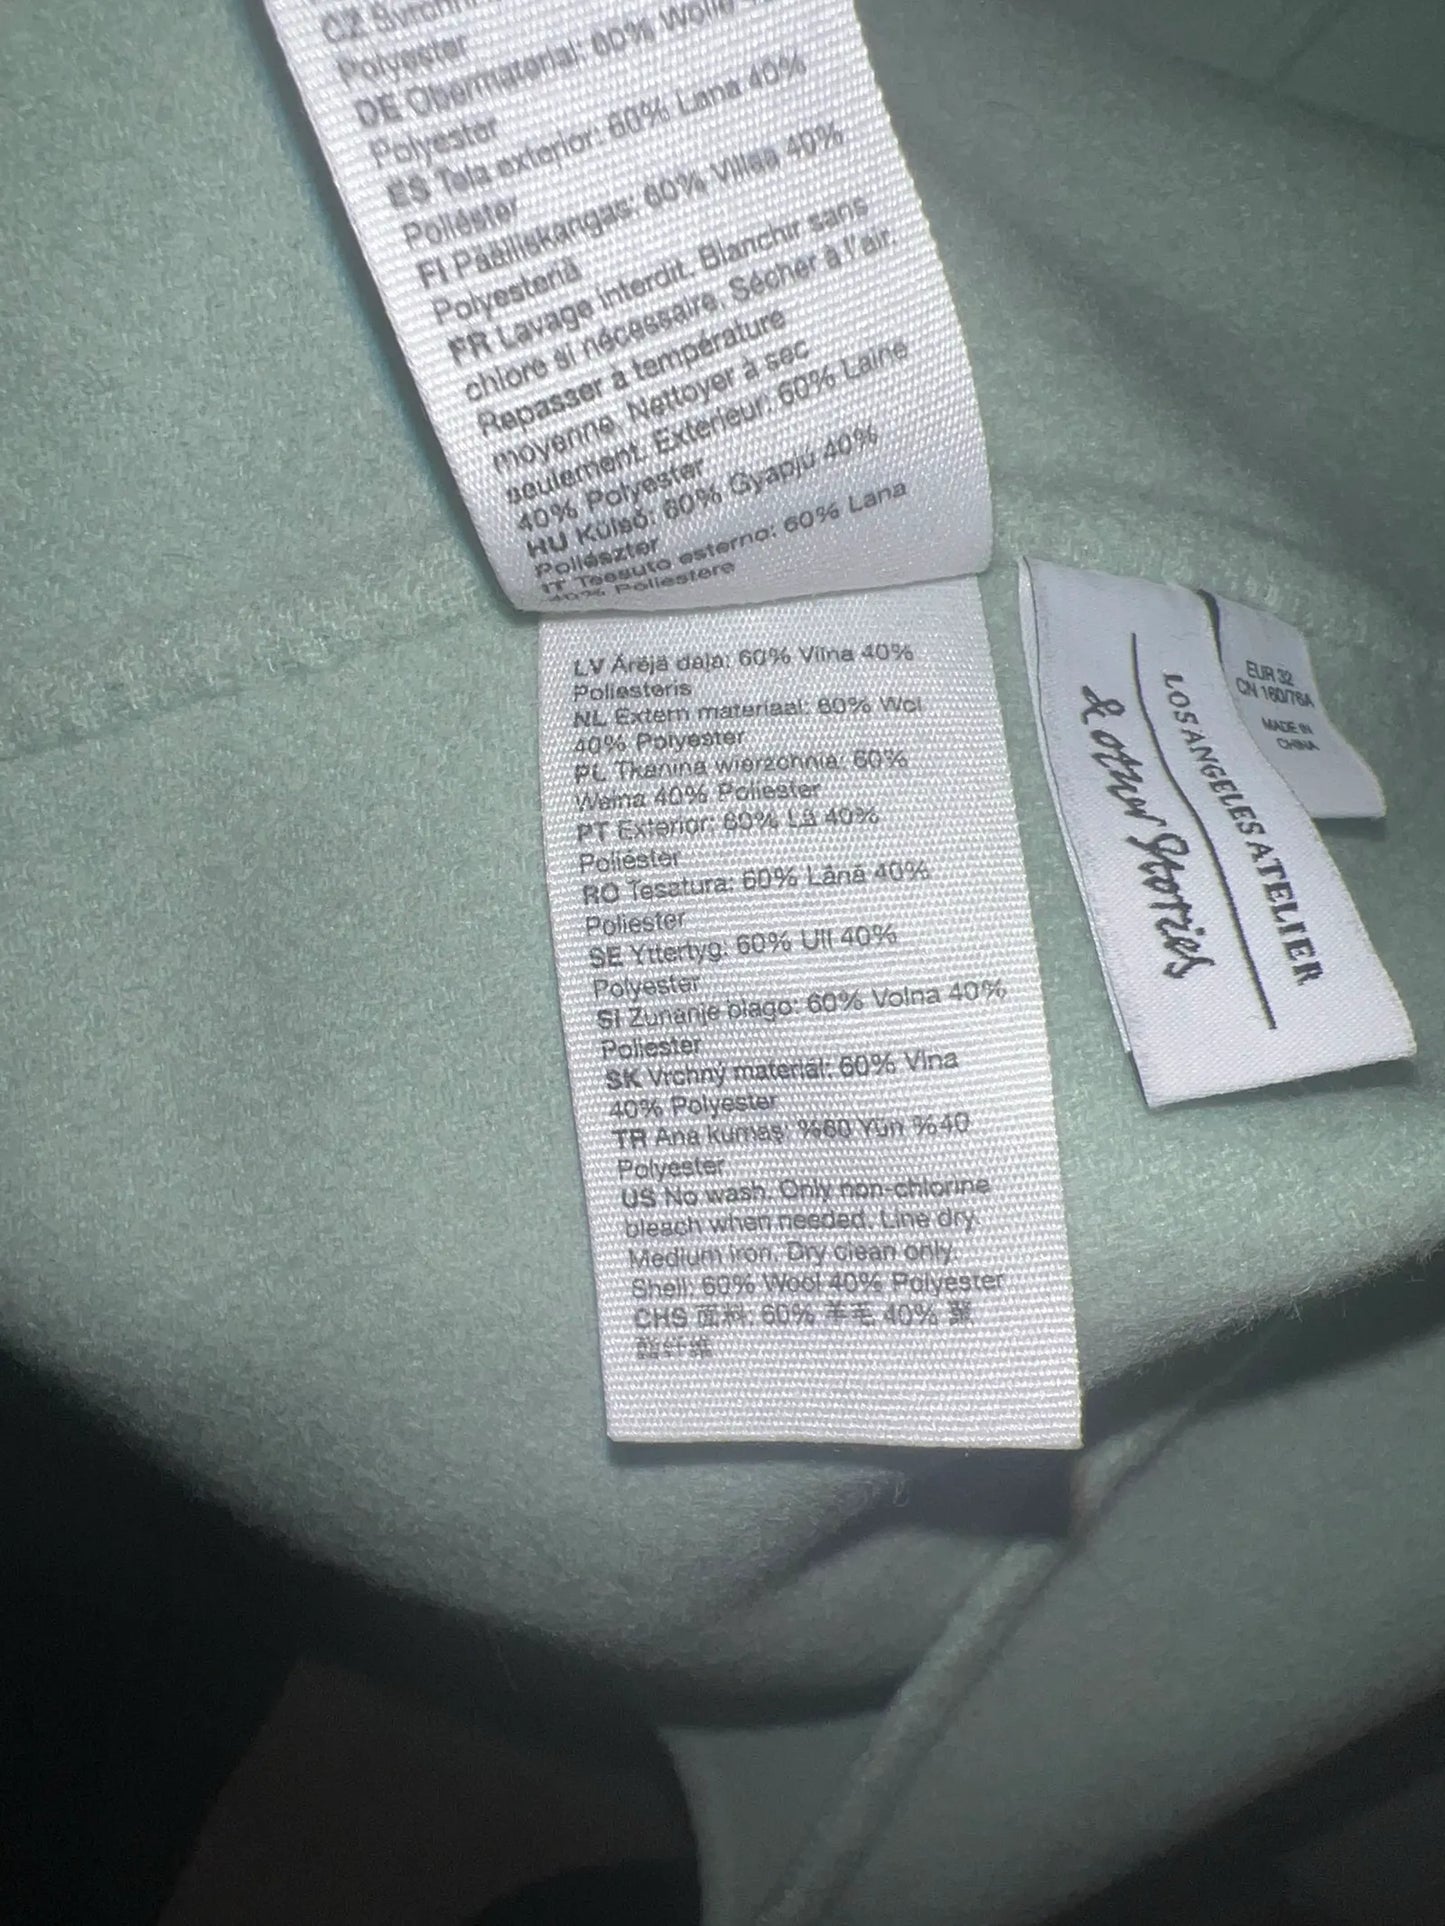 Polyester
DE Obermaterial: 60% Wolle
Polyester
ES Tela exterior: 60% Lana 40%
Poliéster
FI Päälliskangas: 60% Villaa 40%
Polyesteriä
FR Lavage interdit. Blanchir sans
chlore si nécessaire. Sécher à l'air.
Repasser à température
moyenne. Nettoyer à sec
seulement. Exterieur: 60% Laine
40% Polyester
HU Külső: 60% Gyapjú 40%
Poliészter
IT Tessuto esterno: 60% Lana
40% Poliestere
LV Ārējā daļa: 60% Vilna 40%
Poliesteris
NL Extern materiaal: 60% Wol
40% Polyester
PL Tkanina wierzchnia: 60%
Wełna 40% Poliester
PT Exterior: 60% Lã 40%
Poliéster
RO Țesătura: 60% Lână 40%
Poliester
SE Yttertyg: 60% Ull 40%
Polyester
SI Zunanje blago: 60% Volna 40%
Poliester
SK Vrchný materiál: 60% Vlna
40% Polyester
TR Ana kumaş: %60 Yün %40
Polyester
US No wash. Only non-chlorine
bleach when needed. Line dry.
Medium iron. Dry clean only.
Shell: 60% Wool 40% Polyester
CHS 面料: 60% 羊毛 40% 聚
酯纤维
& other Stories
LOS ANGELES ATELIER
EUR 32
CN 160/76A
MADE IN
CHINA